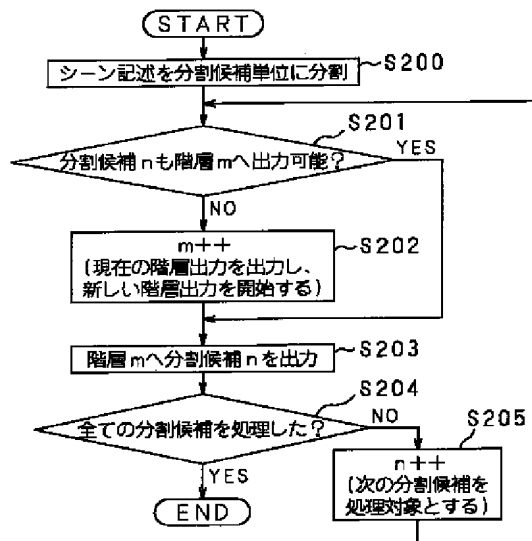 START
シーン記述を分割候補単位に分割
S200
S201
分割候補nも階層mへ出力可能？
YES
NO
m++
(現在の階層出力を出力し、
新しい階層出力を開始する)
S202
階層mへ分割候補nを出力
S203
S204
全ての分割候補を処理した？
NO
S205
YES
n++
(次の分割候補を
処理対象とする)
END